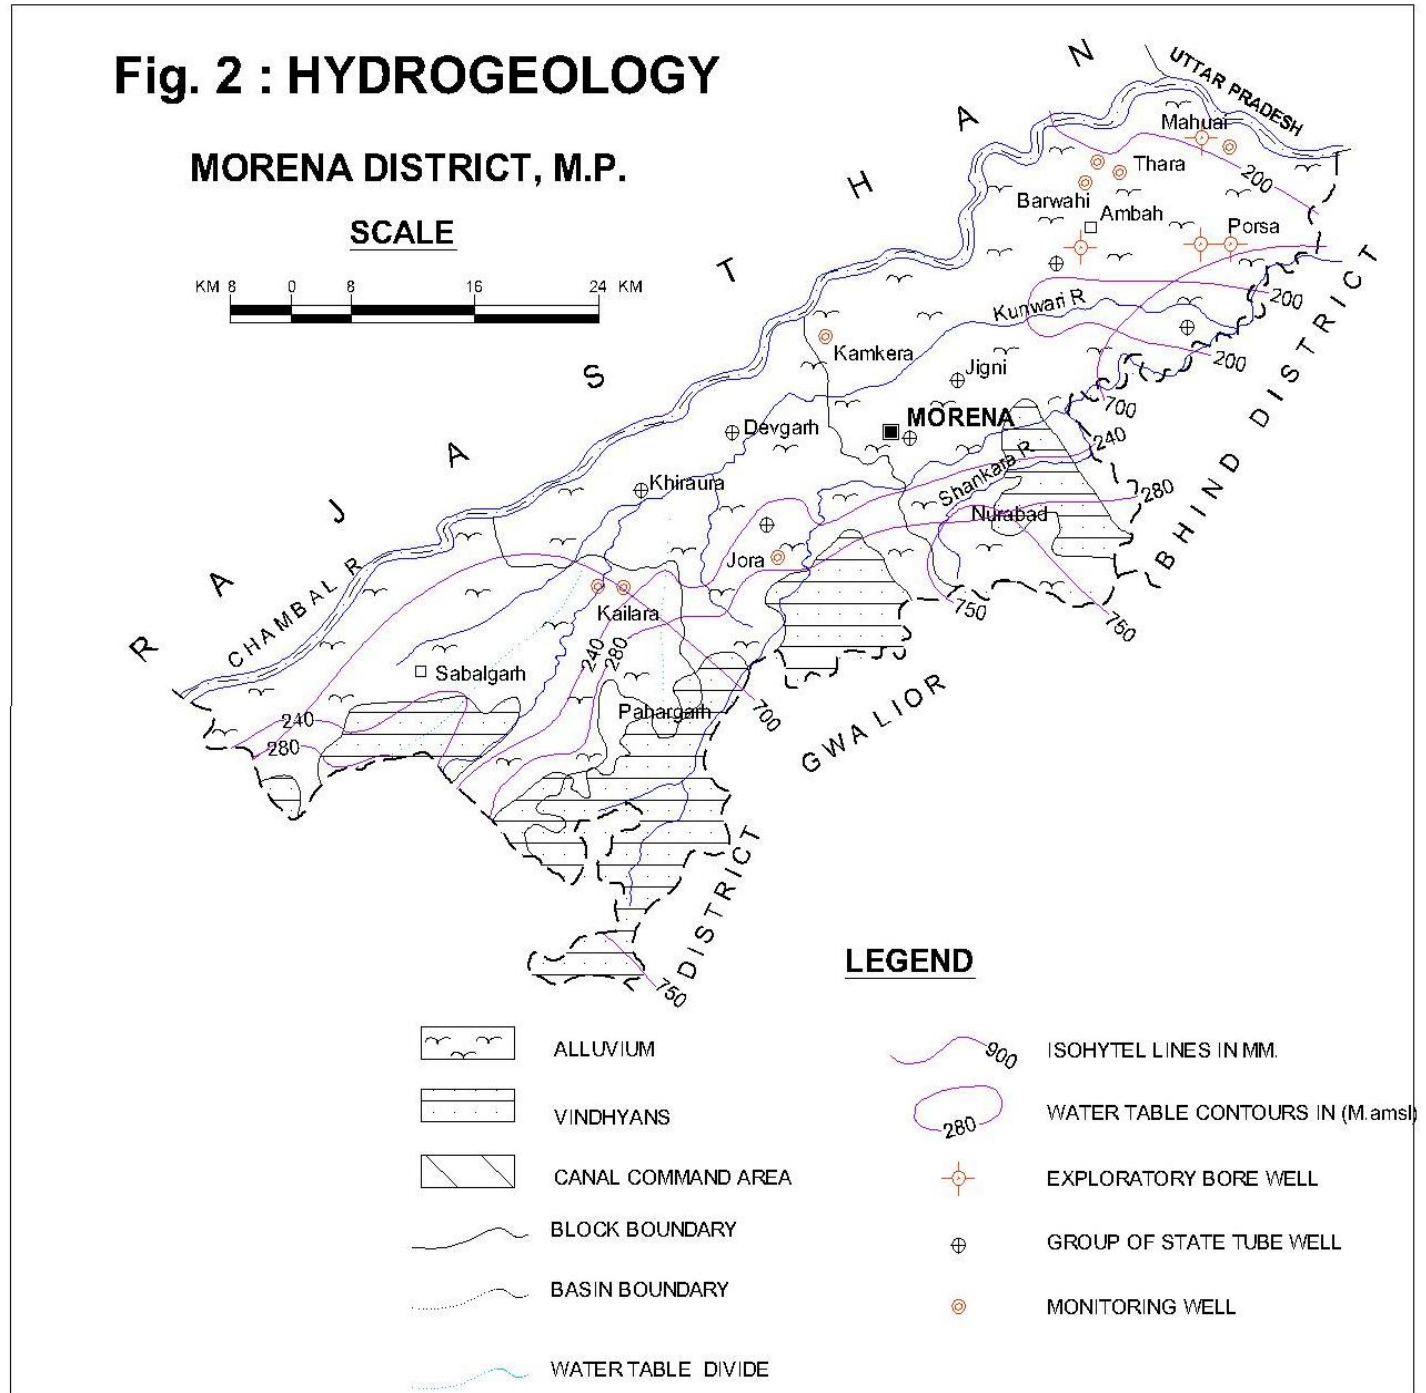 Fig. 2 : HYDROGEOLOGY
MORENA DISTRICT, M.P.
SCALE
KM 8 0 8 16 24 KM
RAJASTHAN
UTTAR PRADESH
Mahuai
Thara
200
Barwahi
Ambah
Porsa
Kunwari R
200
Kamkera
200
Jigni
700
MORENA
Devgarh
240
Shankara R
Khiraura
280
Nurabad
BHIND DISTRICT
Jora
CHAMBAL R
750
750
Kailara
240
280
Sabalgarh
700
Pahargarh
240
280
GWALIOR
DISTRICT
750
LEGEND
ALLUVIUM
VINDHYANS
CANAL COMMAND AREA
BLOCK BOUNDARY
BASIN BOUNDARY
WATER TABLE DIVIDE
900
ISOHYTEL LINES IN MM.
280
WATER TABLE CONTOURS IN (M.amsl)
EXPLORATORY BORE WELL
GROUP OF STATE TUBE WELL
MONITORING WELL